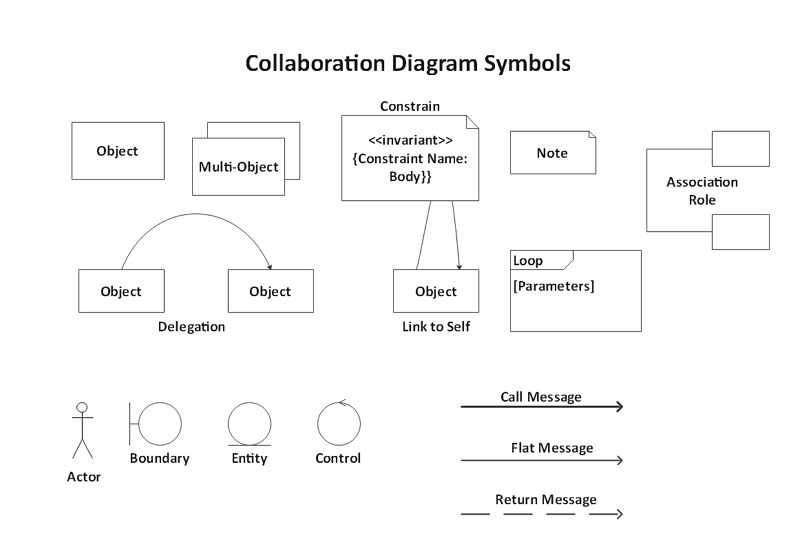 Collaboration Diagram Symbols
Object
Multi-Object
Constrain
<<invariant>>
{Constraint Name:
Body}}
Note
Association
Role
Object
Object
Delegation
Object
Link to Self
Loop
[Parameters]
Actor
Boundary
Entity
Control
Call Message
Flat Message
Return Message